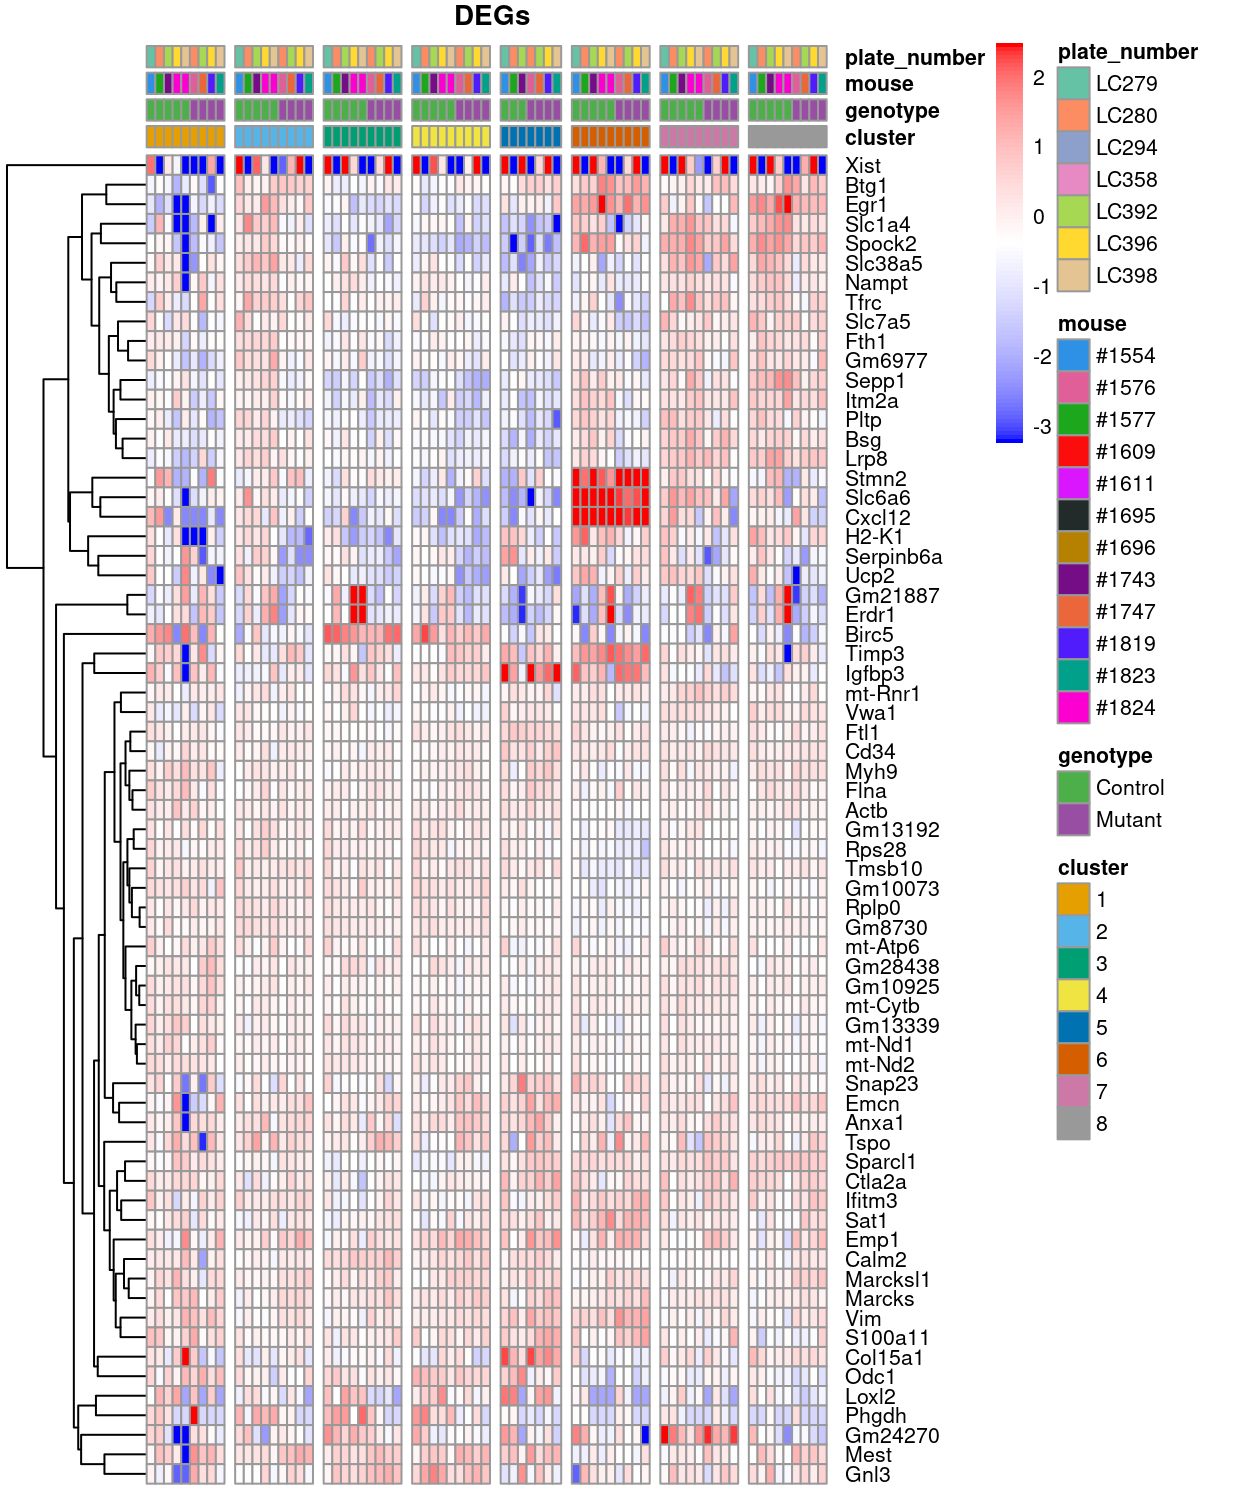 DEGs
plate_number
mouse
genotype
cluster
Xist
Btg1
Egr1
Slc1a4
Spock2
Slc38a5
Nampt
Tfrc
Slc7a5
Fth1
Gm6977
Sepp1
Itm2a
Pltp
Bsg
Lrp8
Stmn2
Slc6a6
Cxcl12
H2-K1
Serpinb6a
Ucp2
Gm21887
Erdr1
Birc5
Timp3
Igfbp3
mt-Rnr1
Vwa1
Ftl1
Cd34
Myh9
Flna
Actb
Gm13192
Rps28
Tmsb10
Gm10073
Rplp0
Gm8730
mt-Atp6
Gm28438
Gm10925
mt-Cytb
Gm13339
mt-Nd1
mt-Nd2
Snap23
Emcn
Anxa1
Tspo
Sparcl1
Ctla2a
Ifitm3
Sat1
Emp1
Calm2
Marcksl1
Marcks
Vim
S100a11
Col15a1
Odc1
Loxl2
Phgdh
Gm24270
Mest
Gnl3
2
1
0
-1
-2
-3
plate_number
LC279
LC280
LC294
LC358
LC392
LC396
LC398
mouse
#1554
#1576
#1577
#1609
#1611
#1695
#1696
#1743
#1747
#1819
#1823
#1824
genotype
Control
Mutant
cluster
1
2
3
4
5
6
7
8